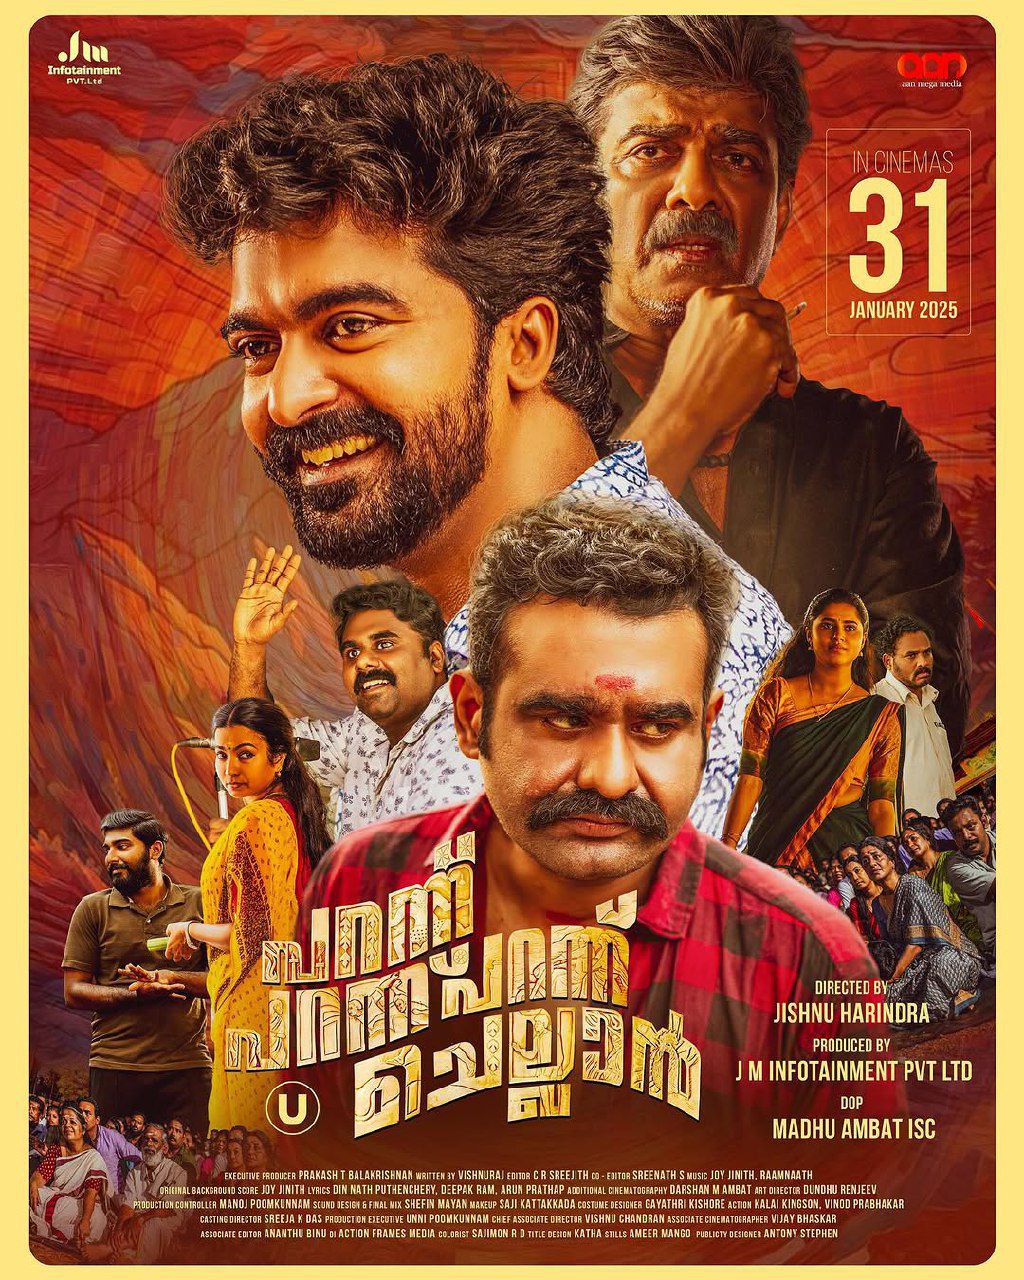 Jm
Infotainment
PVT.Ltd
aan
aan mega media
IN CINEMAS
31
JANUARY 2025
പറന്ന്
പറന്ന് പറന്ന്
ചെല്ലാൻ
U
DIRECTED BY
JISHNU HARINDRA
PRODUCED BY
J M INFOTAINMENT PVT LTD
DOP
MADHU AMBAT ISC
EXECUTIVE PRODUCER PRAKASH T BALAKRISHNAN WRITTEN BY VISHNURAJ EDITOR C R SREEJITH CO - EDITOR SREENATH S MUSIC JOY JINITH, RAAMNAATH
ORIGINAL BACKGROUND SCORE JOY JINITH LYRICS DIN NATH PUTHENCHERY, DEEPAK RAM, ARUN PRATHAP ADDITIONAL CINEMATOGRAPHY DARSHAN M AMBAT ART DIRECTOR DUNDHU RENJEEV
PRODUCTION CONTROLLER MANOJ POOMKUNNAM SOUND DESIGN & FINAL MIX SHEFIN MAYAN MAKEUP SAJI KATTAKKADA COSTUME DESIGNER GAYATHRI KISHORE ACTION KALAI KINGSON, VINOD PRABHAKAR
CASTING DIRECTOR SREEJA K DAS PRODUCTION EXECUTIVE UNNI POOMKUNNAM CHIEF ASSOCIATE DIRECTOR VISHNU CHANDRAN ASSOCIATE CINEMATOGRAPHER VIJAY BHASKAR
ASSOCIATE EDITOR ANANTHU BINU DI ACTION FRAMES MEDIA COLORIST SAJIMON R D TITLE DESIGN KATHA STILLS AMEER MANGO PUBLICTY DESIGNER ANTONY STEPHEN